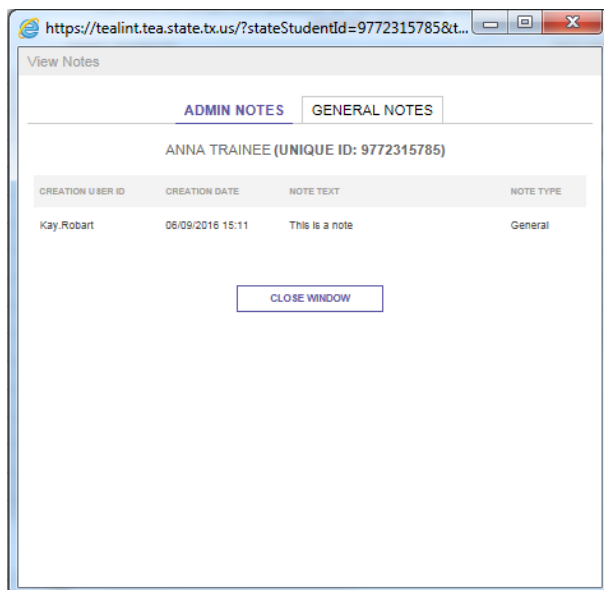 https://tealint.tea.state.tx.us/?stateStudentId=9772315785&t...
View Notes
ADMIN NOTES GENERAL NOTES
ANNA TRAINEE (UNIQUE ID: 9772315785)
CREATION USER ID CREATION DATE NOTE TEXT NOTE TYPE
Kay.Robart 06/09/2016 15:11 This is a note General
CLOSE WINDOW